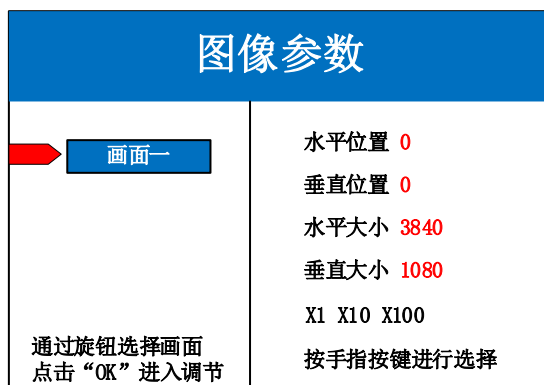 图像参数
画面一
通过旋钮选择画面
点击“OK”进入调节
水平位置 0
垂直位置 0
水平大小 3840
垂直大小 1080
X1 X10 X100
按手指按键进行选择